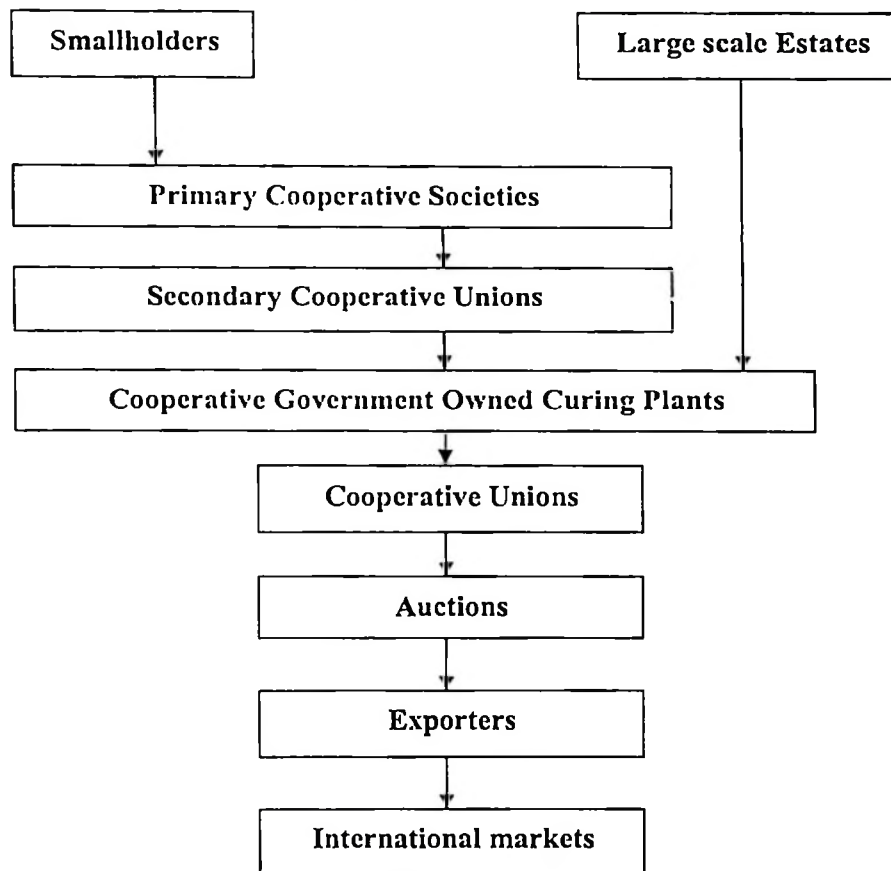 Smallholders
Large scale Estates
Primary Cooperative Societies
Secondary Cooperative Unions
Cooperative Government Owned Curing Plants
Cooperative Unions
Auctions
Exporters
International markets